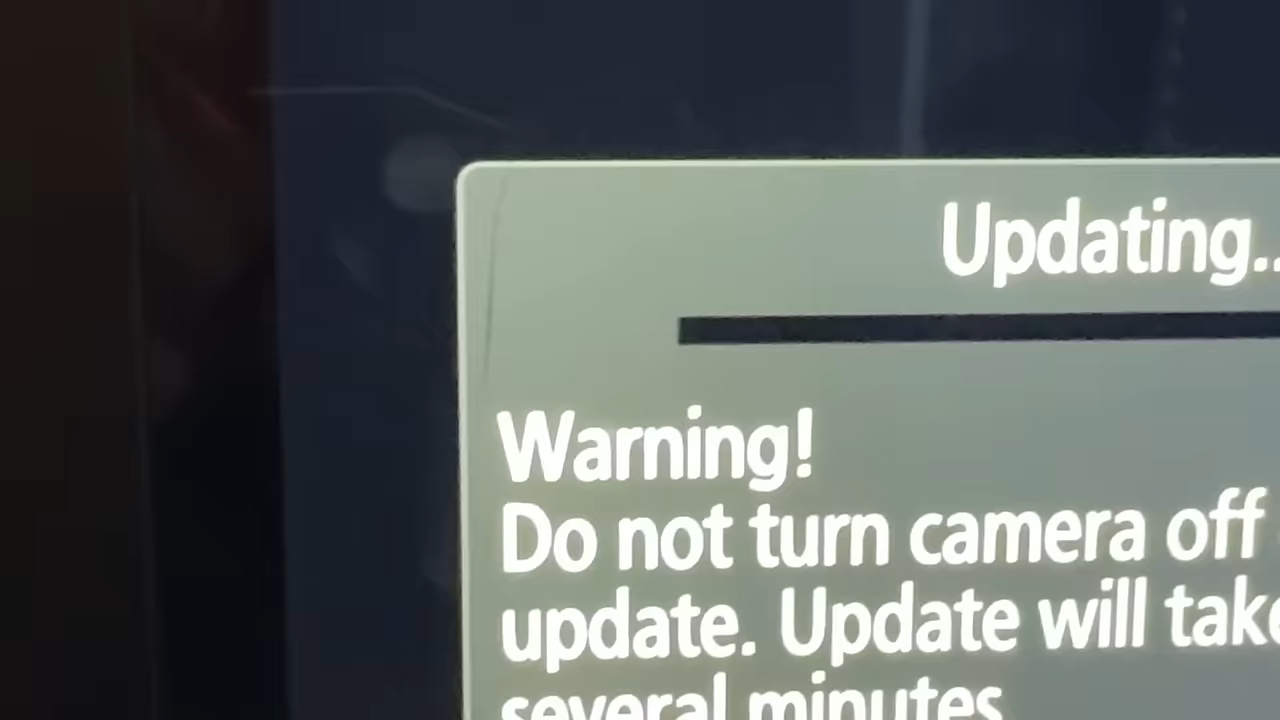 Updating..
Warning!
Do not turn camera off
update. Update will take
several minutes